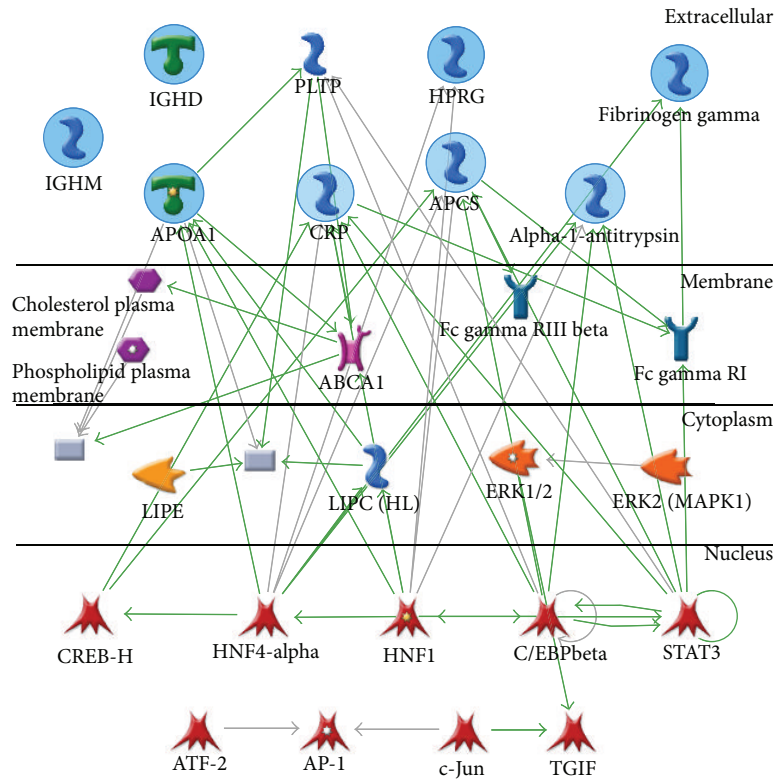 Extracellular
IGHD
PLTP
HPRG
Fibrinogen gamma
IGHM
APOA1
CRP
APCS
Alpha-1-antitrypsin
Membrane
Cholesterol plasma
membrane
Fc gamma RIII beta
Phospholipid plasma
membrane
ABCA1
Fc gamma RI
Cytoplasm
LIPE
LIPC (HL)
ERK1/2
ERK2 (MAPK1)
Nucleus
CREB-H
HNF4-alpha
HNF1
C/EBPbeta
STAT3
ATF-2
AP-1
c-Jun
TGIF